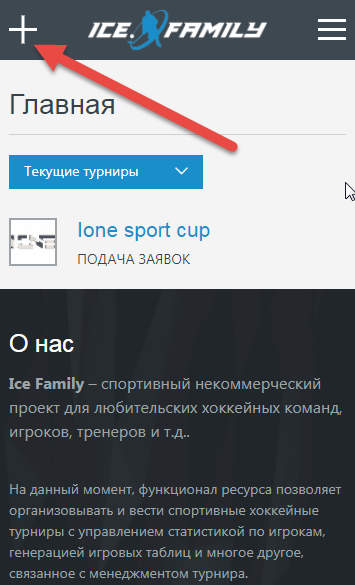 ICE.FAMILY
Главная
Текущие турниры
Ione sport cup
ПОДАЧА ЗАЯВОК
О нас
Ice Family – спортивный некоммерческий
проект для любительских хоккейных команд,
игроков, тренеров и т.д..
На данный момент, функционал ресурса позволяет
организовывать и вести спортивные хоккейные
турниры с управлением статистикой по игрокам,
генерацией игровых таблиц и многое другое,
связанное с менеджментом турнира.